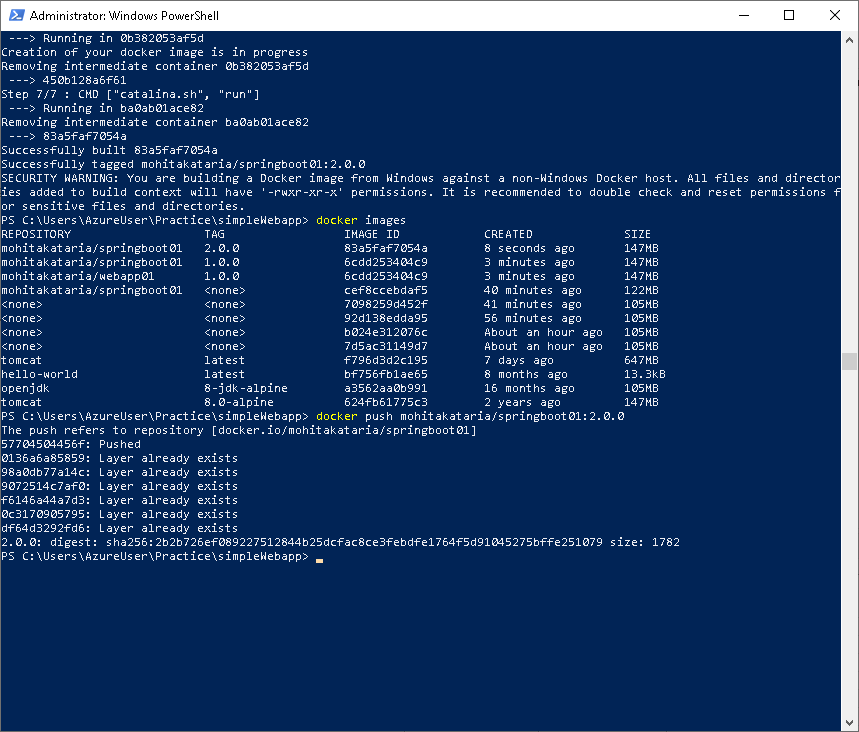 Administrator: Windows PowerShell
---> Running in 0b382053af5d
Creation of your docker image is in progress
Removing intermediate container 0b382053af5d
---> 450b128a6f61
Step 7/7 : CMD ["catalina.sh", "run"]
---> Running in ba0ab01ace82
Removing intermediate container ba0ab01ace82
---> 83a5faf7054a
Successfully built 83a5faf7054a
Successfully tagged mohitakataria/springboot01:2.0.0
SECURITY WARNING: You are building a Docker image from Windows against a non-Windows Docker host. All files and director
ies added to build context will have '-rwxr-xr-x' permissions. It is recommended to double check and reset permissions f
or sensitive files and directories.
PS C:\Users\AzureUser\Practice\simpleWebapp> docker images
REPOSITORY TAG IMAGE ID CREATED SIZE
mohitakataria/springboot01 2.0.0 83a5faf7054a 8 seconds ago 147MB
mohitakataria/springboot01 1.0.0 6cdd253404c9 3 minutes ago 147MB
mohitakataria/webapp01 1.0.0 6cdd253404c9 3 minutes ago 147MB
mohitakataria/springboot01 <none> cef8ccebdaf5 40 minutes ago 122MB
<none> <none> 7098259d452f 41 minutes ago 105MB
<none> <none> 92d138edda95 56 minutes ago 105MB
<none> <none> b024e312076c About an hour ago 105MB
<none> <none> 7d5ac31149d7 About an hour ago 105MB
tomcat latest f796d3d2c195 7 days ago 647MB
hello-world latest bf756fb1ae65 8 months ago 13.3kB
openjdk 8-jdk-alpine a3562aa0b991 16 months ago 105MB
tomcat 8.0-alpine 624fb61775c3 2 years ago 147MB
PS C:\Users\AzureUser\Practice\simpleWebapp> docker push mohitakataria/springboot01:2.0.0
The push refers to repository [docker.io/mohitakataria/springboot01]
57704504456f: Pushed
0136a6a85859: Layer already exists
98a0db77a14c: Layer already exists
9072514c7af0: Layer already exists
f6146a44a7d3: Layer already exists
0c3170905795: Layer already exists
df64d3292fd6: Layer already exists
2.0.0: digest: sha256:2b2b726ef089227512844b25dcfac8ce3febdfe1764f5d91045275bffe251079 size: 1782
PS C:\Users\AzureUser\Practice\simpleWebapp>